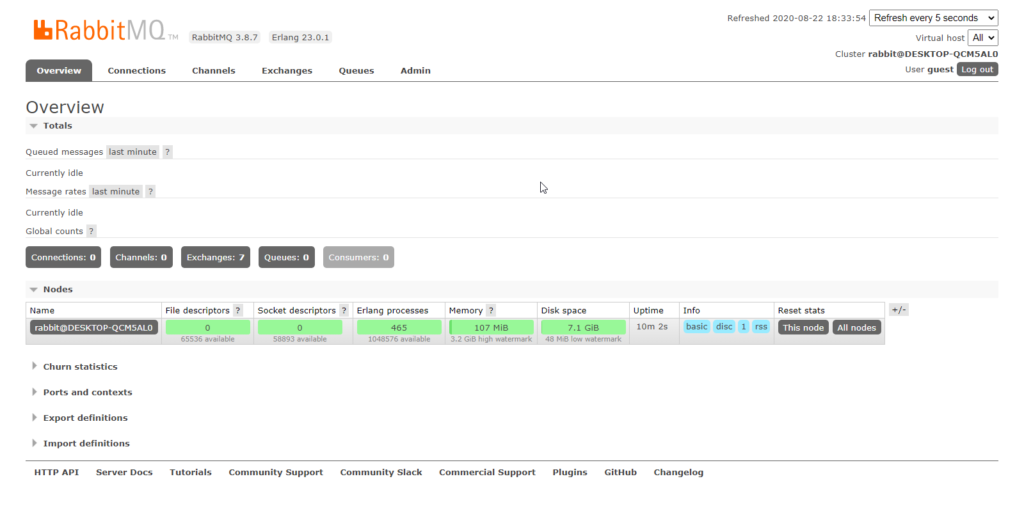 Refreshed 2020-08-22 18:33:54 Refresh every 5 seconds
RabbitMQ TM RabbitMQ 3.8.7 Erlang 23.0.1
Virtual host All
Cluster rabbit@DESKTOP-QCM5AL0
User guest Log out
Overview Connections Channels Exchanges Queues Admin
Overview
Totals
Queued messages last minute ?
Currently idle
Message rates last minute ?
Currently idle
Global counts ?
Connections: 0 Channels: 0 Exchanges: 7 Queues: 0 Consumers: 0
Nodes
Name File descriptors ? Socket descriptors ? Erlang processes Memory ? Disk space Uptime Info Reset stats +/-
rabbit@DESKTOP-QCM5AL0 0 0 465 107 MiB 7.1 GiB 10m 2s basic disc 1 rss This node All nodes
65536 available 58893 available 1048576 available 3.2 GiB high watermark 48 MiB low watermark
Churn statistics
Ports and contexts
Export definitions
Import definitions
HTTP API Server Docs Tutorials Community Support Community Slack Commercial Support Plugins GitHub Changelog